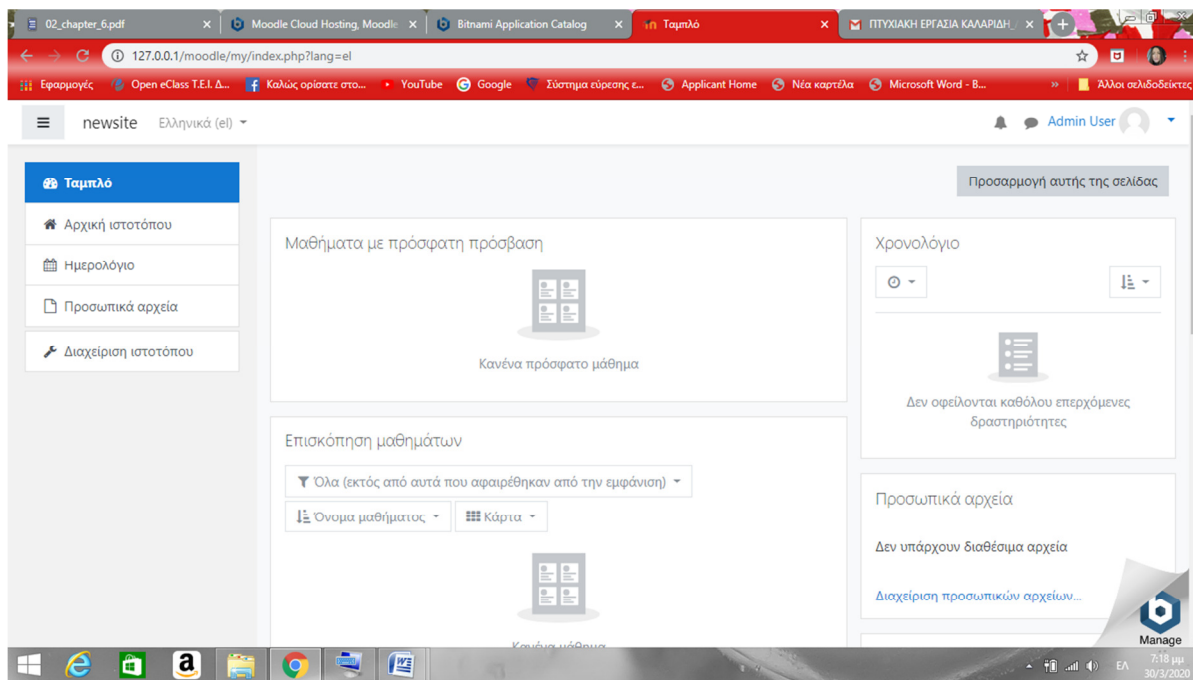 02_chapter_6.pdf
Moodle Cloud Hosting, Moodle
Bitnami Application Catalog
Ταμπλό
ΠΤΥΧΙΑΚΗ ΕΡΓΑΣΙΑ ΚΑΛΑΡΙΔΗ_
127.0.0.1/moodle/my/index.php?lang=el
Εφαρμογές
Open eClass Τ.Ε.Ι. Δ...
Καλώς ορίσατε στο...
YouTube
Google
Σύστημα εύρεσης ε...
Applicant Home
Νέα καρτέλα
Microsoft Word - B...
»
Άλλοι σελιδοδείκτες
newsite
Ελληνικά (el)
Admin User
Ταμπλό
Αρχική ιστοτόπου
Ημερολόγιο
Προσωπικά αρχεία
Διαχείριση ιστοτόπου
Προσαρμογή αυτής της σελίδας
Μαθήματα με πρόσφατη πρόσβαση
Κανένα πρόσφατο μάθημα
Επισκόπηση μαθημάτων
Όλα (εκτός από αυτά που αφαιρέθηκαν από την εμφάνιση)
Όνομα μαθήματος
Κάρτα
Κανένα μάθημα
Χρονολόγιο
Δεν οφείλονται καθόλου επερχόμενες
δραστηριότητες
Προσωπικά αρχεία
Δεν υπάρχουν διαθέσιμα αρχεία
Διαχείριση προσωπικών αρχείων...
Manage
ΕΛ
7:18 μμ
30/3/2020